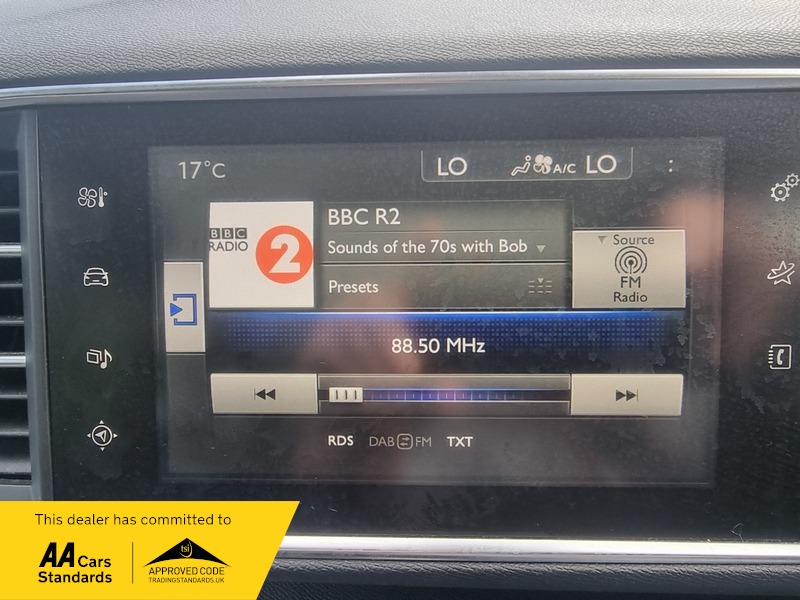 17°C
LO
A/C LO
BBC
RADIO
2
BBC R2
Sounds of the 70s with Bob
Presets
Source
FM
Radio
88.50 MHz
RDS DAB FM TXT
This dealer has committed to
AA Cars
Standards
tsi
APPROVED CODE
TRADINGSTANDARDS.UK